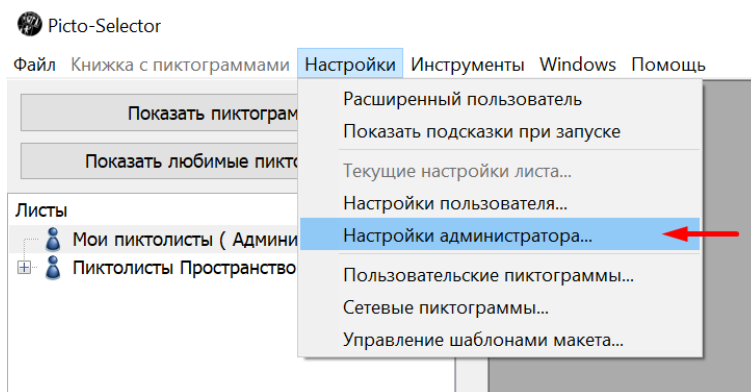 Picto-Selector
Файл Книжка с пиктограммами Настройки Инструменты Windows Помощь
Показать пиктограм
Показать любимые пикто
Листы
Мои пиктолисты ( Админи
Пиктолисты Пространство
Расширенный пользователь
Показать подсказки при запуске
Текущие настройки листа...
Настройки пользователя...
Настройки администратора...
Пользовательские пиктограммы...
Сетевые пиктограммы...
Управление шаблонами макета...